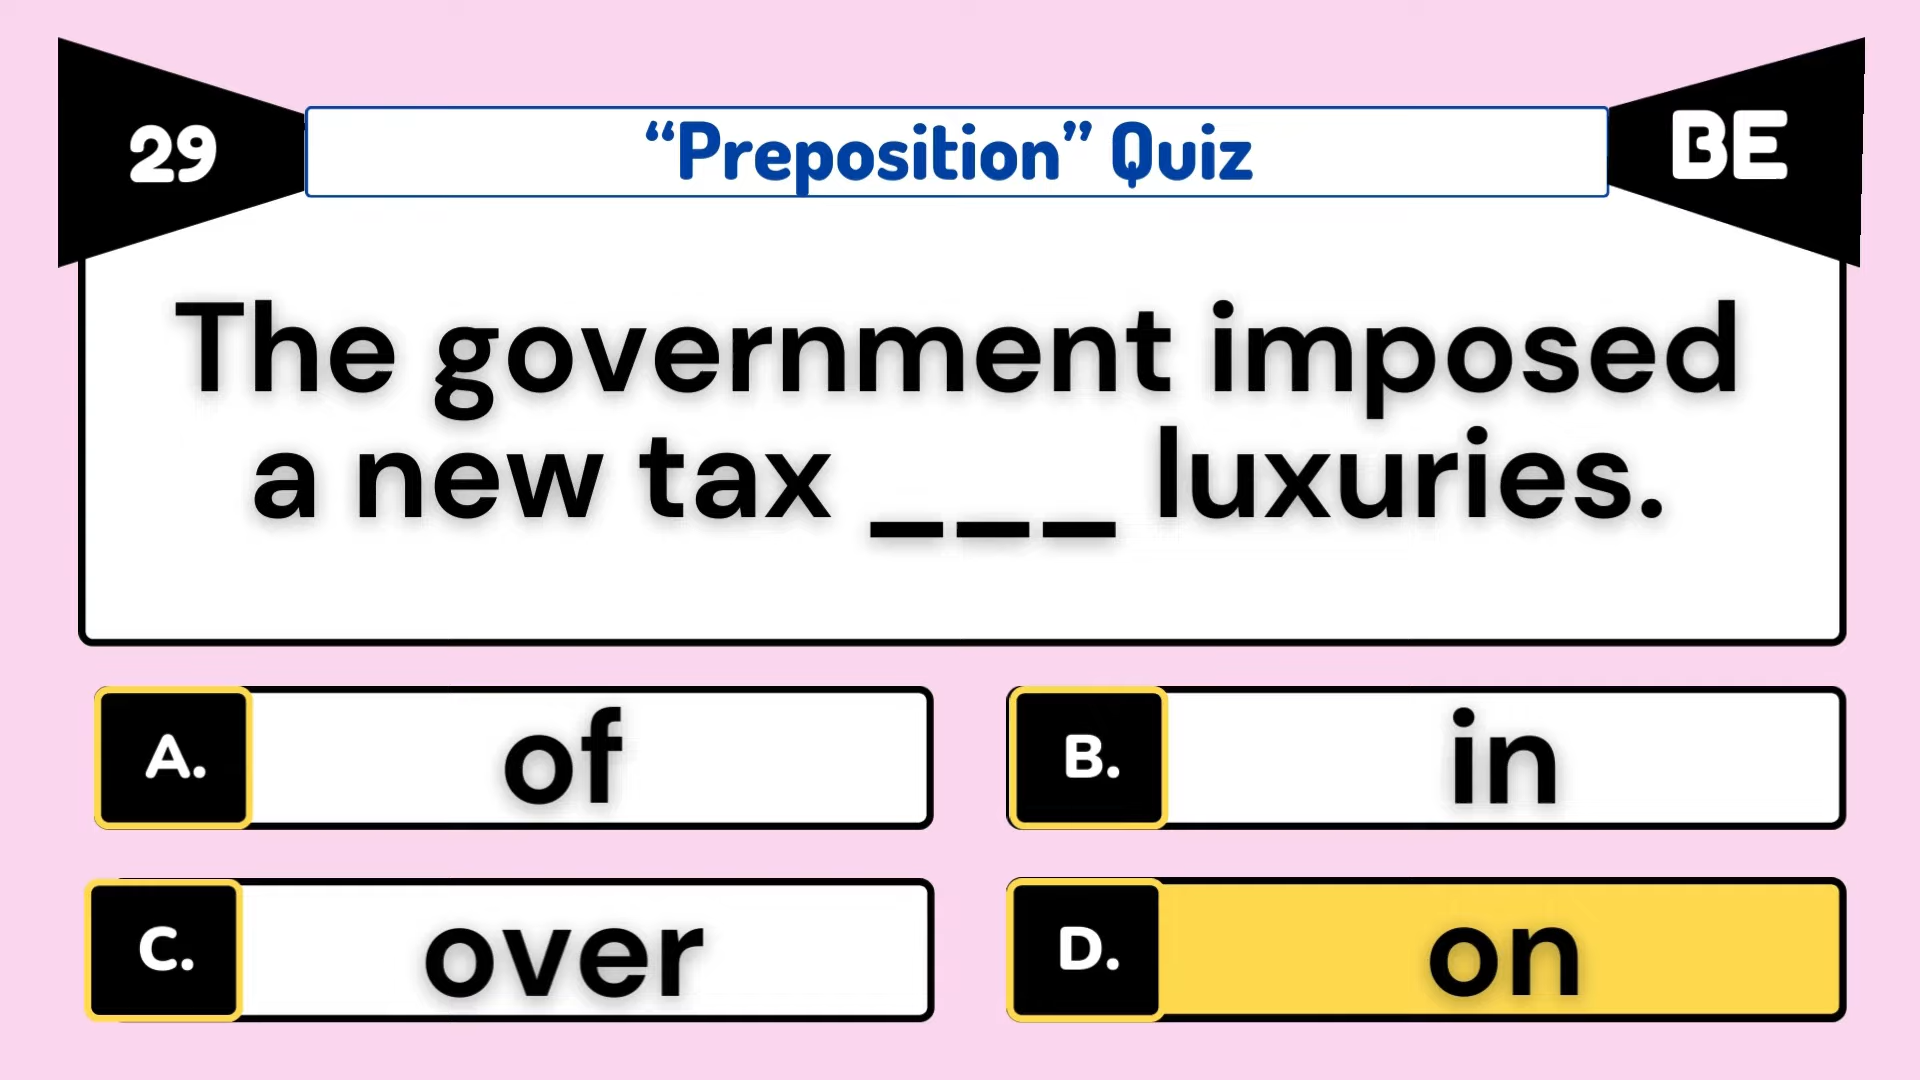 29
“Preposition” Quiz
BE
The government imposed
a new tax ___ luxuries.
A. of
B. in
C. over
D. on